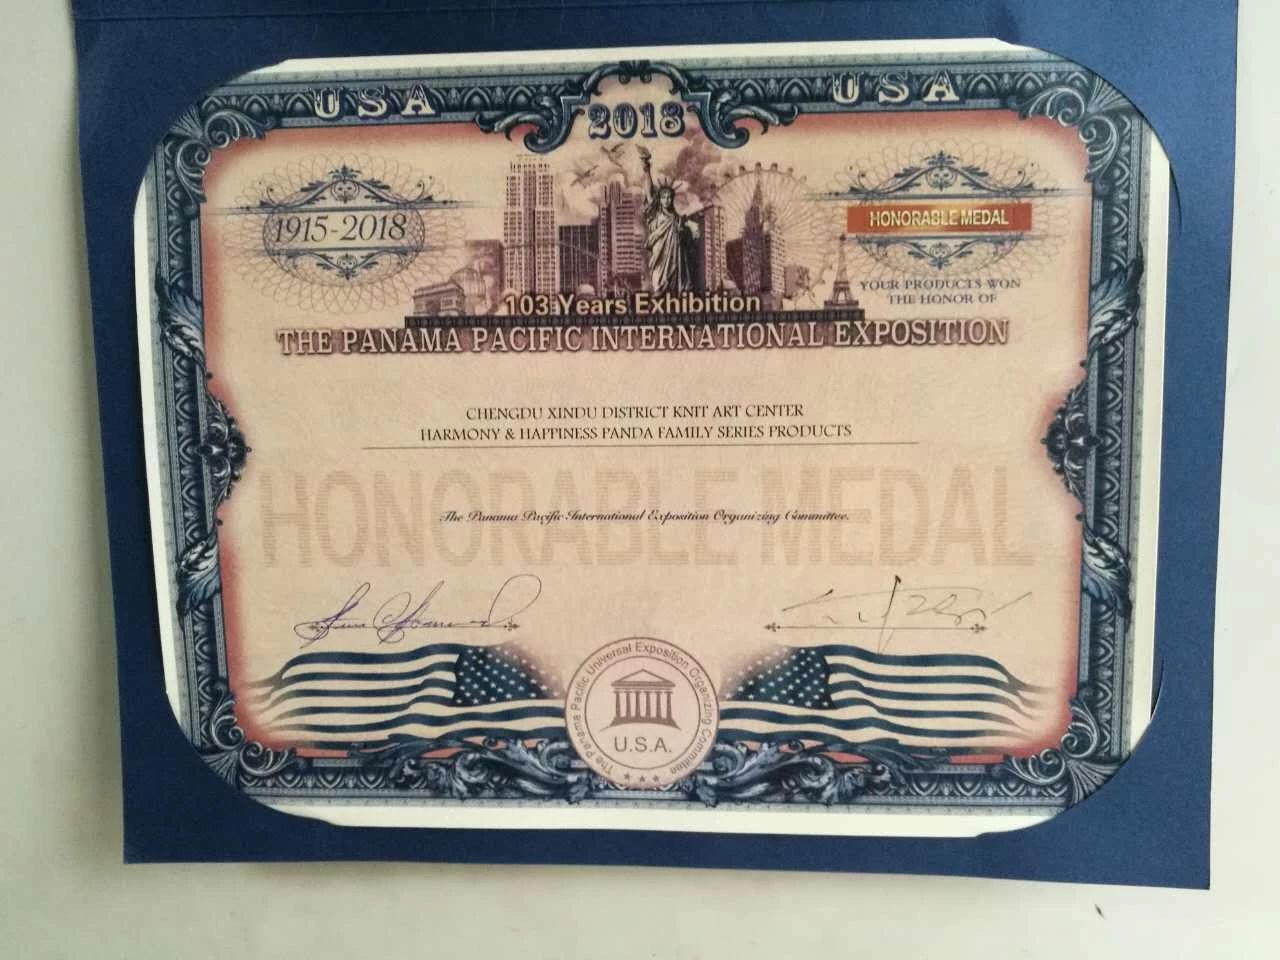 USA
2018
USA
1915-2018
HONORABLE MEDAL
YOUR PRODUCTS WON
THE HONOR OF
103 Years Exhibition
THE PANAMA PACIFIC INTERNATIONAL EXPOSITION
CHENGDU XINDU DISTRICT KNIT ART CENTER
HARMONY & HAPPINESS PANDA FAMILY SERIES PRODUCTS
HONORABLE MEDAL
The Panama Pacific International Exposition Organizing Committee.
The Panama Pacific Universal Exposition Organizing Committee
U.S.A.